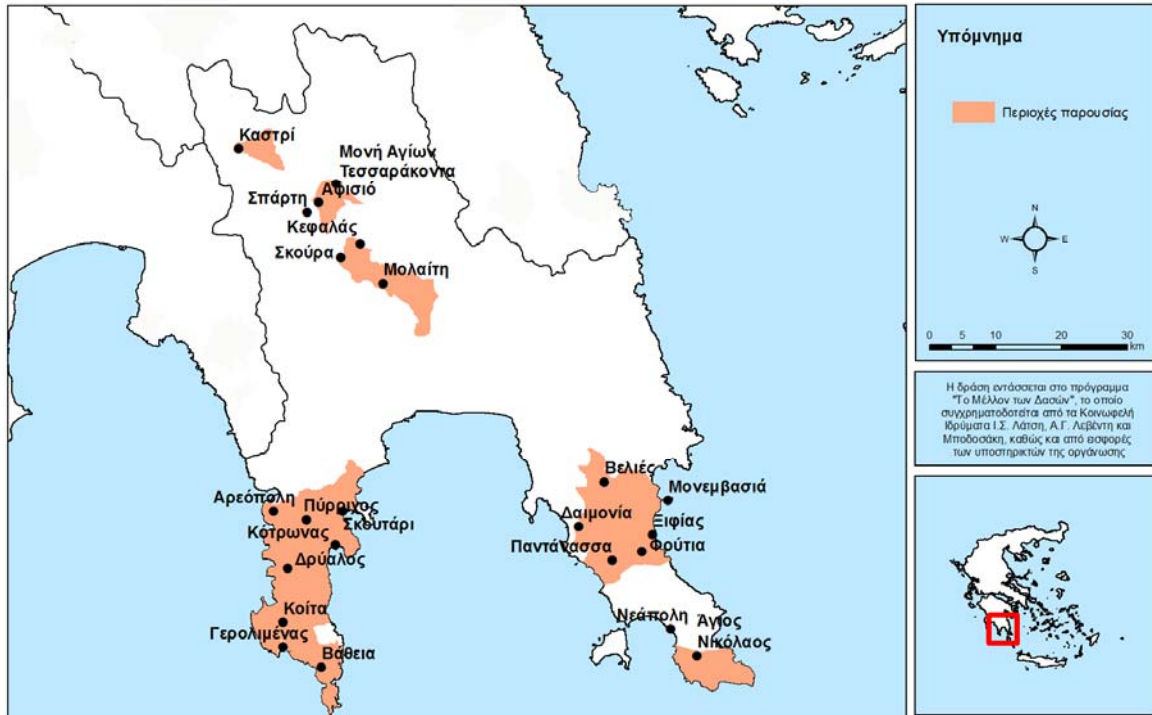 Καστρί
Μονή Αγίων
Τεσσαράκοντα
Αφισιό
Σπάρτη
Κεφαλάς
Σκούρα
Μολαίτη
Βελιές
Μονεμβασιά
Αρεόπολη
Πύρριχος
Σκουτάρι
Κότρωνας
Δαιμονία
Ξιφίας
Παντάνασσα
Φρύτια
Δρύαλος
Κοίτα
Νεάπολη
Άγιος
Νικόλαος
Γερολιμένας
Βάθεια
Υπόμνημα
Περιοχές παρουσίας
N
W
E
S
0 5 10 20 30
km
Η δράση εντάσσεται στο πρόγραμμα
"Το Μέλλον των Δασών", το οποίο
συγχρηματοδοτείται από τα Κοινωφελή
Ιδρύματα Ι.Σ. Λάτση, Α.Γ. Λεβέντη και
Μποδοσάκη, καθώς και από εισφορές
των υποστηρικτών της οργάνωσης